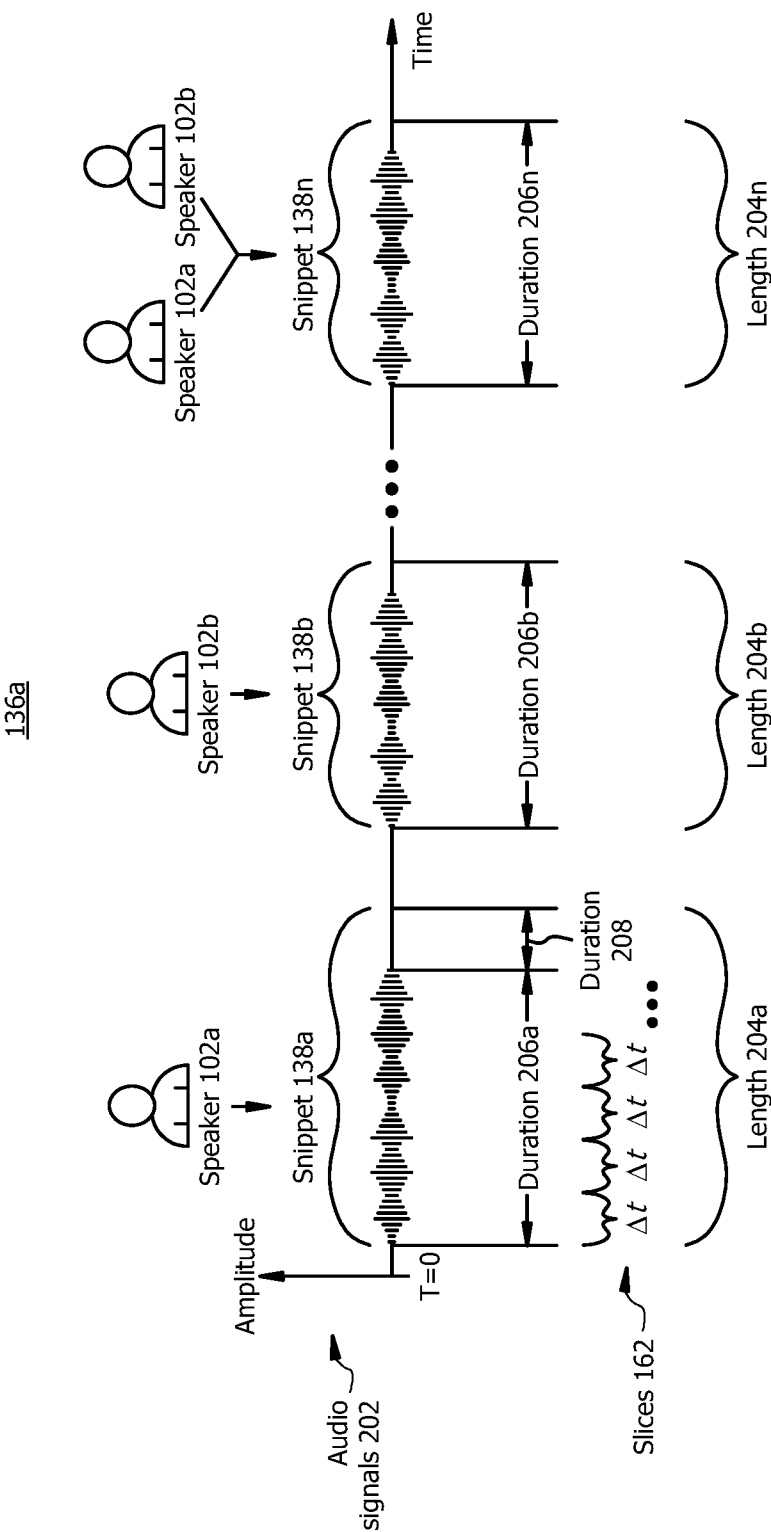 136a
Speaker 102a
Speaker 102b
Speaker 102a
Speaker 102b
Amplitude
Snippet 138a
Snippet 138b
Snippet 138n
Audio
signals 202
T=0
Time
Duration 206a
Duration 206b
Duration 206n
Duration
208
Slices 162
Δt Δt Δt Δt
Length 204a
Length 204b
Length 204n